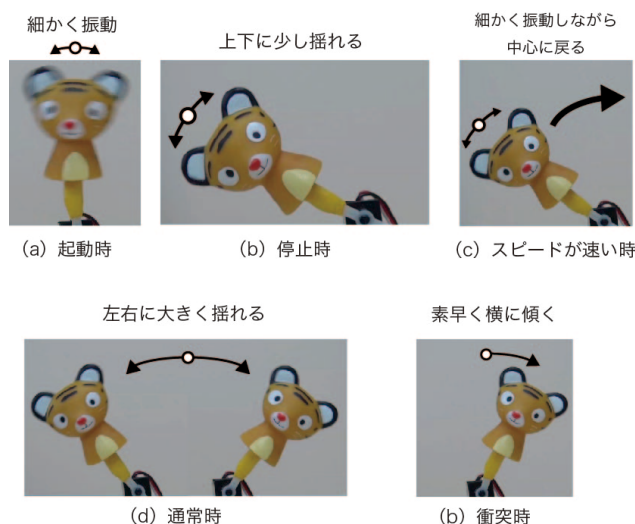 細かく振動
上下に少し揺れる
細かく振動しながら
中心に戻る
(a) 起動時
(b) 停止時
(c) スピードが速い時
左右に大きく揺れる
素早く横に傾く
(d) 通常時
(b) 衝突時